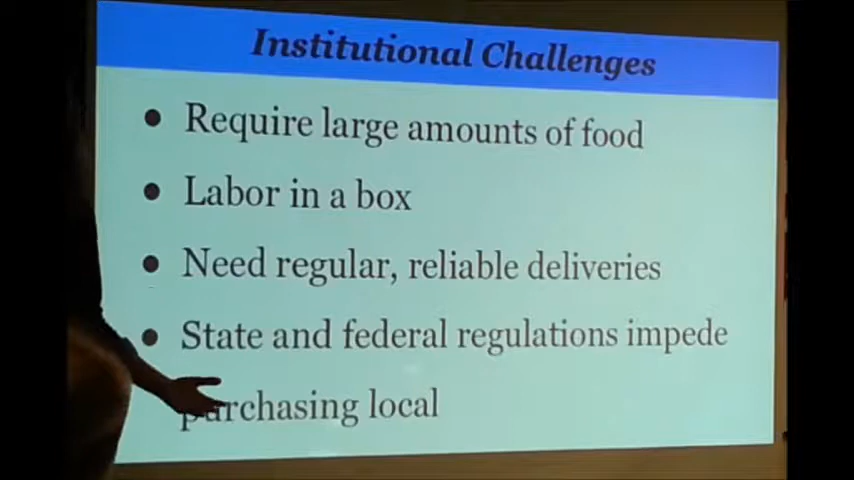 Institutional Challenges
• Require large amounts of food
• Labor in a box
• Need regular, reliable deliveries
• State and federal regulations impede
purchasing local